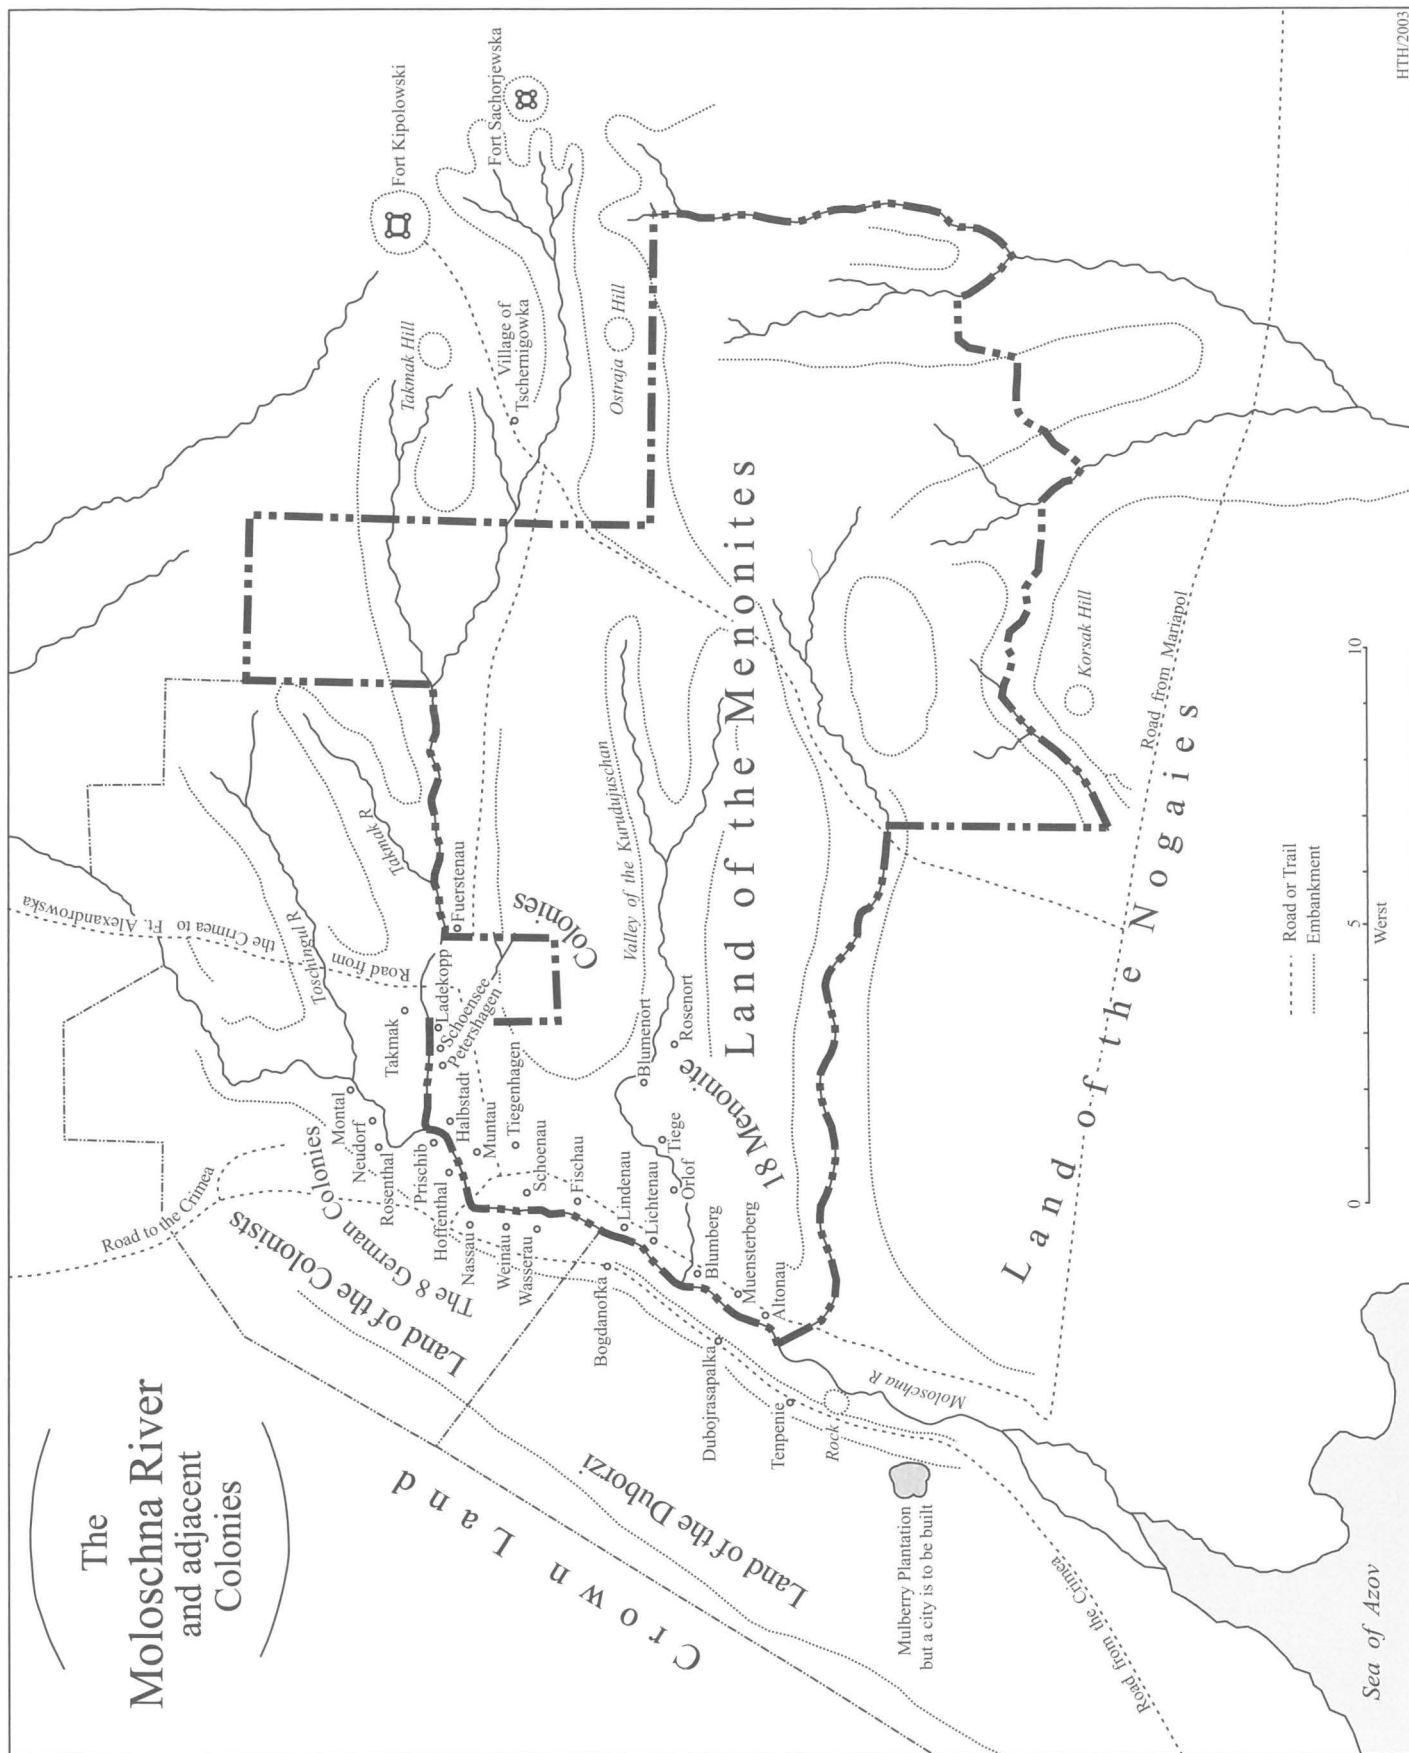 The
Moloschna River
and adjacent
Colonies
Crown Land
Land of the Duborzi
Land of the Colonists
The 8 German Colonies
Road to the Crimea
Road from
the Crimea to Ft. Alexandrowska
Toschingul R
Takmak R
Montal
Neudorf
Rosenthal
Prischib
Hoffenthal
Nassau
Weinau
Wasserau
Takmak
Ladekopp
Schoensee
Petershagen
Fuerstenau
Halbstadt
Muntau
Tiegenhagen
Schoenau
Fischau
Lindenau
Lichtenau
Blumenort
Rosenort
Tiege
Orlof
Blumberg
Muensterberg
Altonau
18 Menonite
Colonies
Bogdanofka
Dubojrasapalka
Tenpenie
Rock
Moloschna R
Mulberry Plantation
but a city is to be built
Road from the Crimea
Sea of Azov
Valley of the Kurudujuschan
Land of the Menonites
Fort Kipolowski
Fort Sachorjewska
Takmak Hill
Village of
Tschernigowka
Ostraja Hill
Korsak Hill
Road from Mariapol
Land of the Nogaies
Road or Trail
Embankment
0
5
10
Werst
HTH/2003